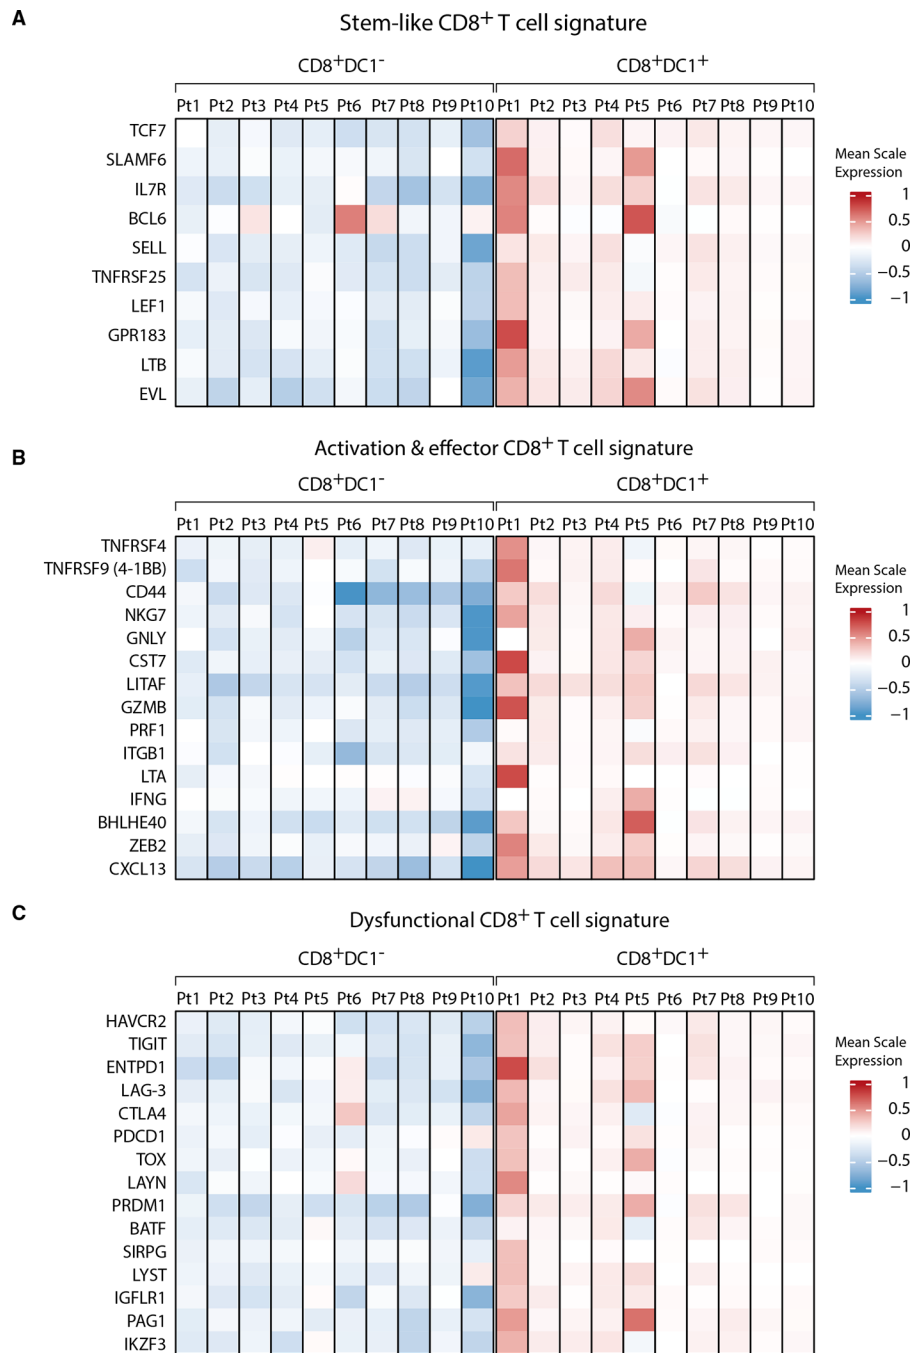 A
Stem-like CD8+ T cell signature
CD8+DC1- CD8+DC1+
Pt1 Pt2 Pt3 Pt4 Pt5 Pt6 Pt7 Pt8 Pt9 Pt10 Pt1 Pt2 Pt3 Pt4 Pt5 Pt6 Pt7 Pt8 Pt9 Pt10
TCF7
SLAMF6
IL7R
BCL6
SELL
TNFRSF25
LEF1
GPR183
LTB
EVL
Mean Scale
Expression
1
0.5
0
−0.5
−1
B
Activation & effector CD8+ T cell signature
CD8+DC1- CD8+DC1+
Pt1 Pt2 Pt3 Pt4 Pt5 Pt6 Pt7 Pt8 Pt9 Pt10 Pt1 Pt2 Pt3 Pt4 Pt5 Pt6 Pt7 Pt8 Pt9 Pt10
TNFRSF4
TNFRSF9 (4-1BB)
CD44
NKG7
GNLY
CST7
LITAF
GZMB
PRF1
ITGB1
LTA
IFNG
BHLHE40
ZEB2
CXCL13
Mean Scale
Expression
1
0.5
0
−0.5
−1
C
Dysfunctional CD8+ T cell signature
CD8+DC1- CD8+DC1+
Pt1 Pt2 Pt3 Pt4 Pt5 Pt6 Pt7 Pt8 Pt9 Pt10 Pt1 Pt2 Pt3 Pt4 Pt5 Pt6 Pt7 Pt8 Pt9 Pt10
HAVCR2
TIGIT
ENTPD1
LAG-3
CTLA4
PDCD1
TOX
LAYN
PRDM1
BATF
SIRPG
LYST
IGFLR1
PAG1
IKZF3
Mean Scale
Expression
1
0.5
0
−0.5
−1